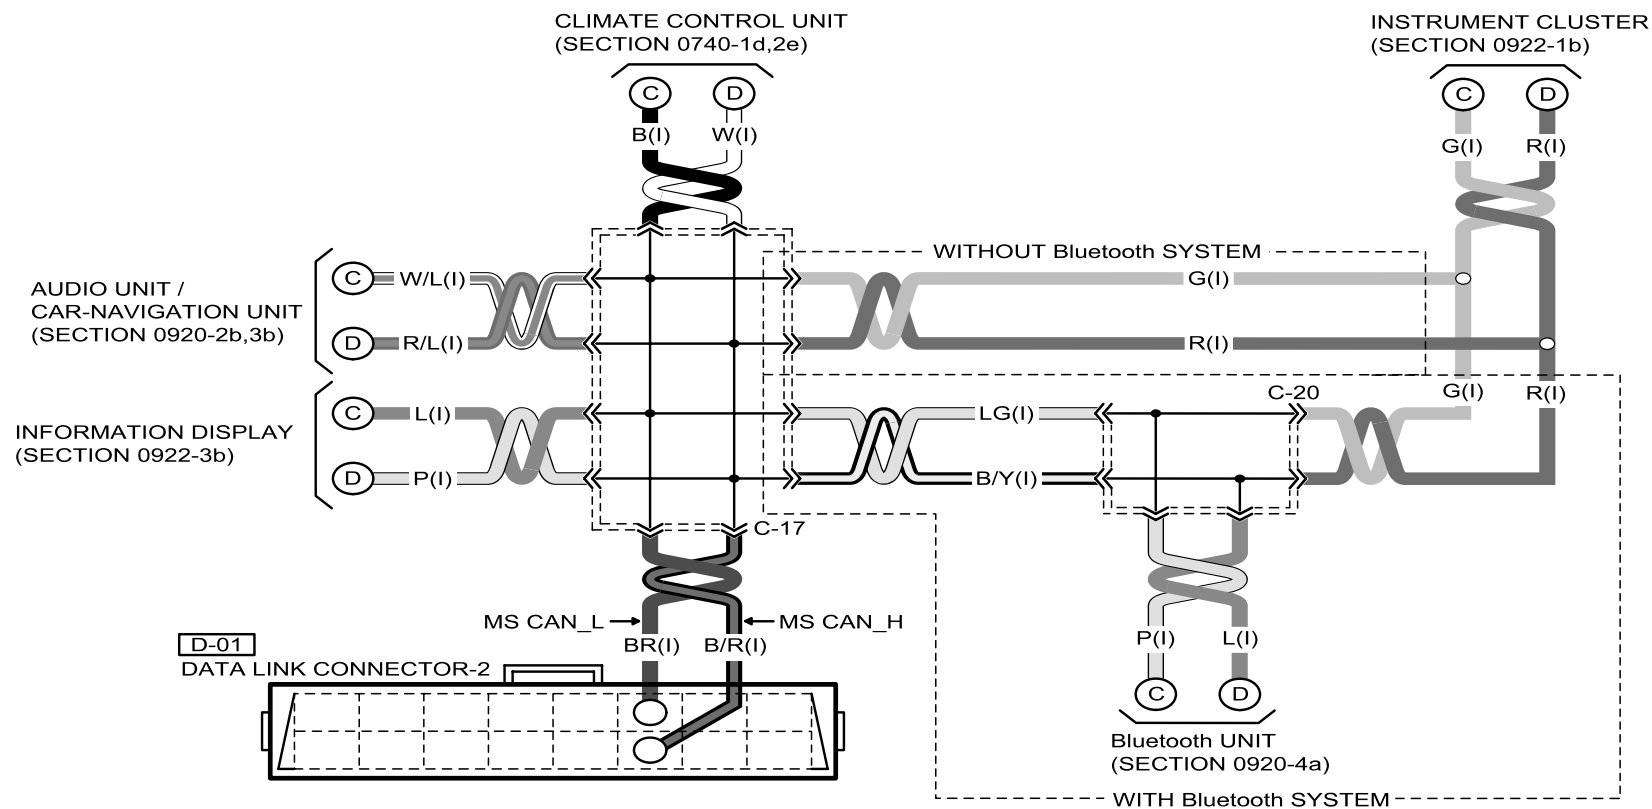 CLIMATE CONTROL UNIT
(SECTION 0740-1d,2e)
INSTRUMENT CLUSTER
(SECTION 0922-1b)
C
D
C
D
B(I)
W(I)
G(I)
R(I)
WITHOUT Bluetooth SYSTEM
AUDIO UNIT /
CAR-NAVIGATION UNIT
(SECTION 0920-2b,3b)
C
W/L(I)
G(I)
D
R/L(I)
R(I)
C-20
G(I)
R(I)
INFORMATION DISPLAY
(SECTION 0922-3b)
C
L(I)
LG(I)
D
P(I)
B/Y(I)
C-17
MS CAN_L
MS CAN_H
BR(I)
B/R(I)
P(I)
L(I)
D-01
DATA LINK CONNECTOR-2
C
D
Bluetooth UNIT
(SECTION 0920-4a)
WITH Bluetooth SYSTEM